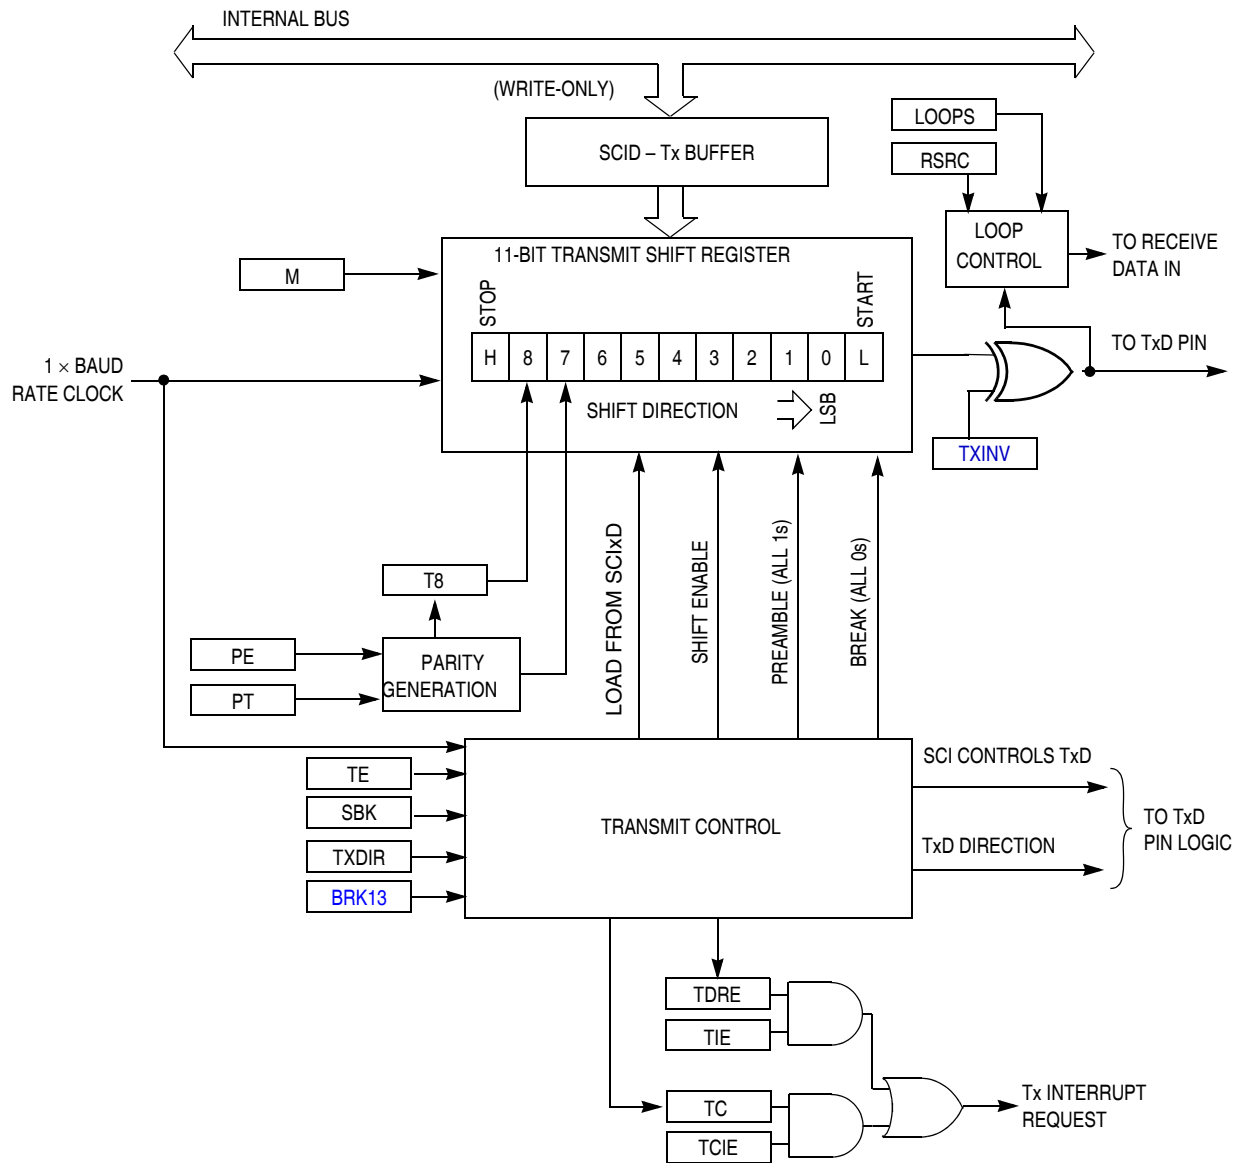 INTERNAL BUS
(WRITE-ONLY)
SCID – Tx BUFFER
LOOPS
RSRC
LOOP
CONTROL
TO RECEIVE
DATA IN
11-BIT TRANSMIT SHIFT REGISTER
M
STOP
START
H 8 7 6 5 4 3 2 1 0 L
1 × BAUD
RATE CLOCK
SHIFT DIRECTION
LSB
TO TxD PIN
TXINV
T8
PE
PT
PARITY
GENERATION
LOAD FROM SCIxD
SHIFT ENABLE
PREAMBLE (ALL 1s)
BREAK (ALL 0s)
TE
SBK
TXDIR
BRK13
TRANSMIT CONTROL
SCI CONTROLS TxD
TxD DIRECTION
TO TxD
PIN LOGIC
TDRE
TIE
TC
TCIE
Tx INTERRUPT
REQUEST